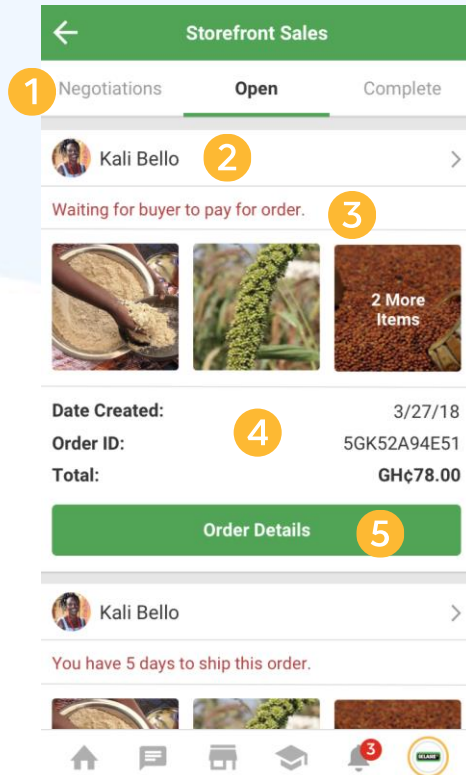 Storefront Sales
1 Negotiations Open Complete
Kali Bello 2
Waiting for buyer to pay for order. 3
2 More
Items
Date Created: 3/27/18
Order ID: 4 5GK52A94E51
Total: GH¢78.00
Order Details 5
Kali Bello
You have 5 days to ship this order.
3